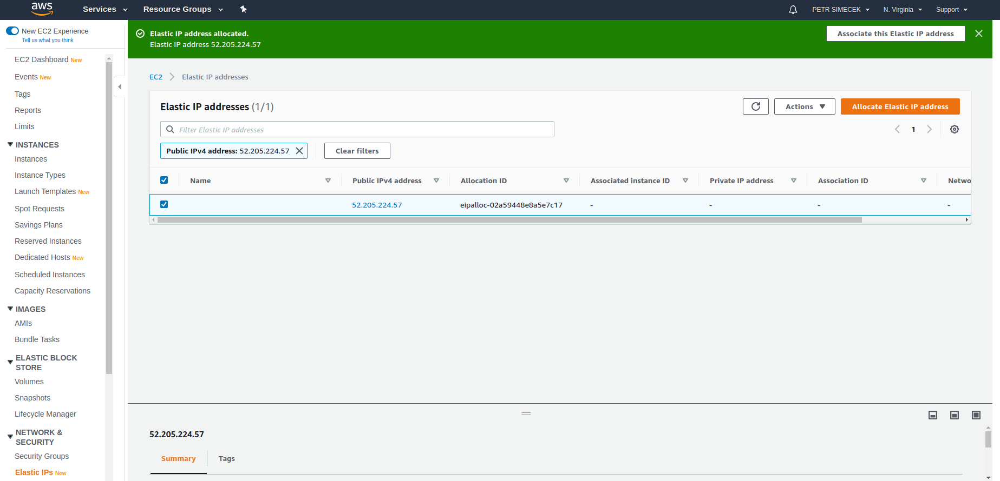 aws
Services
Resource Groups
PETR SIMECEK
N. Virginia
Support
New EC2 Experience
Tell us what you think
EC2 Dashboard New
Events New
Tags
Reports
Limits
INSTANCES
Instances
Instance Types
Launch Templates New
Spot Requests
Savings Plans
Reserved Instances
Dedicated Hosts New
Scheduled Instances
Capacity Reservations
IMAGES
AMIs
Bundle Tasks
ELASTIC BLOCK
STORE
Volumes
Snapshots
Lifecycle Manager
NETWORK &
SECURITY
Security Groups
Elastic IPs New
Elastic IP address allocated.
Elastic IP address 52.205.224.57
Associate this Elastic IP address
EC2
Elastic IP addresses
Elastic IP addresses (1/1)
Actions
Allocate Elastic IP address
Filter Elastic IP addresses
1
Public IPv4 address: 52.205.224.57
Clear filters
Name Public IPv4 address Allocation ID Associated instance ID Private IP address Association ID Netwo
52.205.224.57 eipalloc-02a59448e8a5e7c17 - - - -
52.205.224.57
Summary
Tags